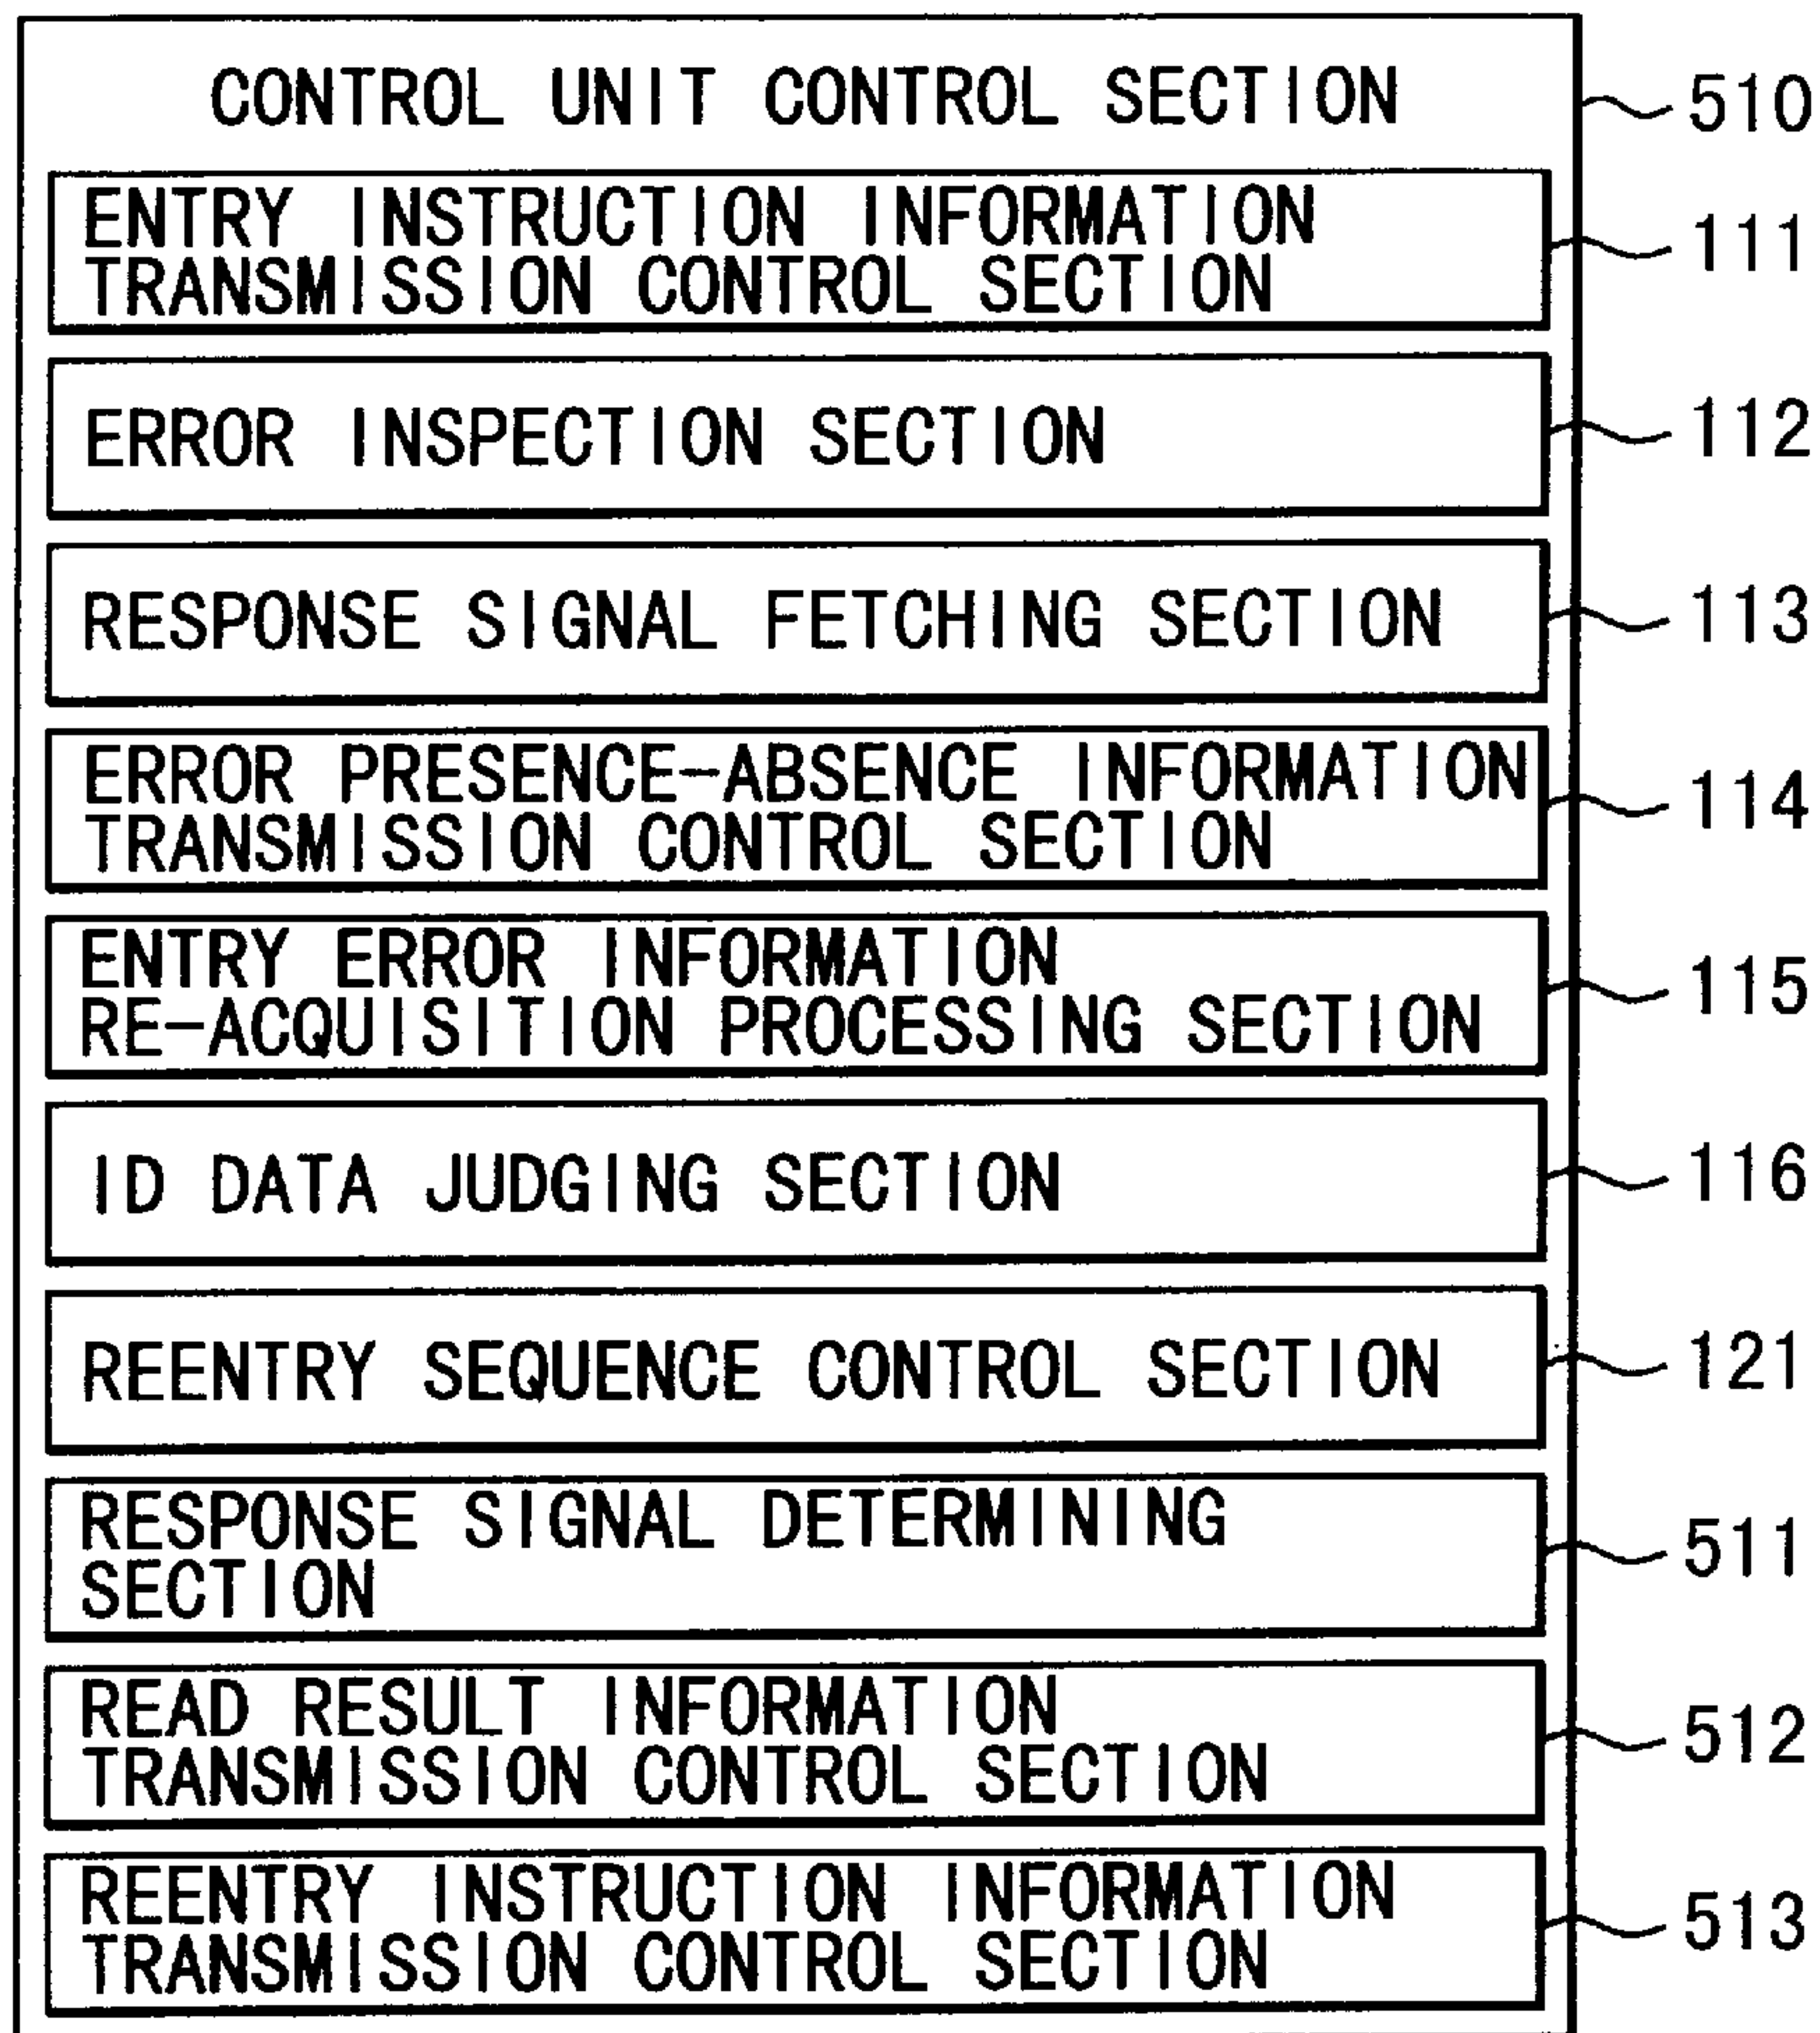 CONTROL UNIT CONTROL SECTION 510
ENTRY INSTRUCTION INFORMATION
TRANSMISSION CONTROL SECTION 111
ERROR INSPECTION SECTION 112
RESPONSE SIGNAL FETCHING SECTION 113
ERROR PRESENCE-ABSENCE INFORMATION
TRANSMISSION CONTROL SECTION 114
ENTRY ERROR INFORMATION
RE-ACQUISITION PROCESSING SECTION 115
ID DATA JUDGING SECTION 116
REENTRY SEQUENCE CONTROL SECTION 121
RESPONSE SIGNAL DETERMINING
SECTION 511
READ RESULT INFORMATION
TRANSMISSION CONTROL SECTION 512
REENTRY INSTRUCTION INFORMATION
TRANSMISSION CONTROL SECTION 513